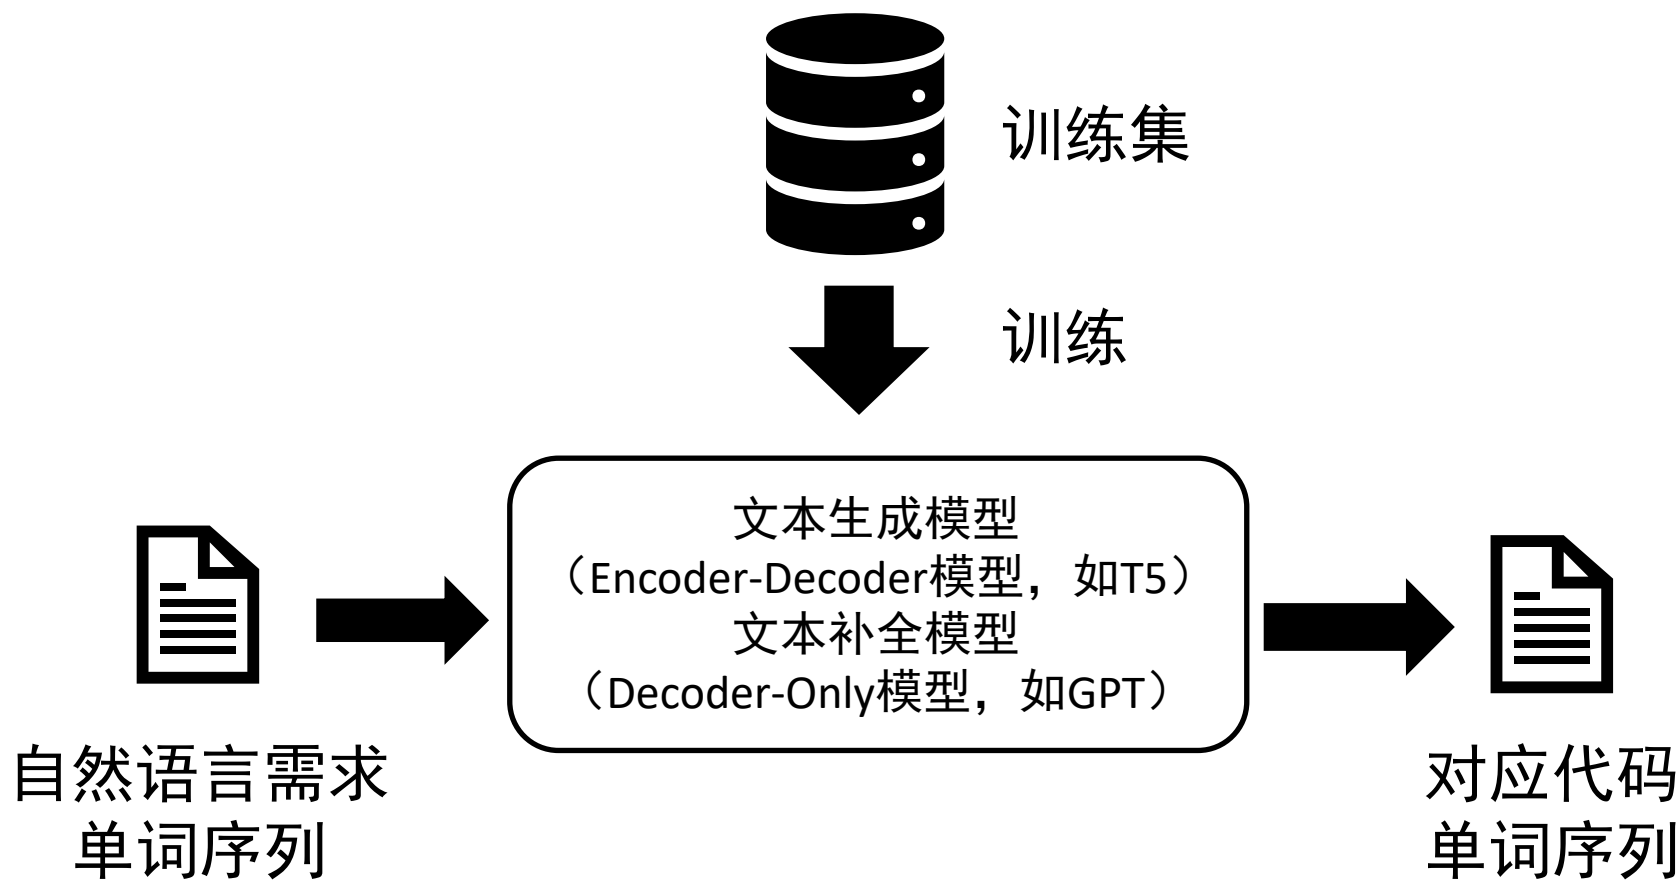 训练集
训练
文本生成模型
（Encoder-Decoder模型，如T5）
文本补全模型
（Decoder-Only模型，如GPT）
自然语言需求
单词序列
对应代码
单词序列